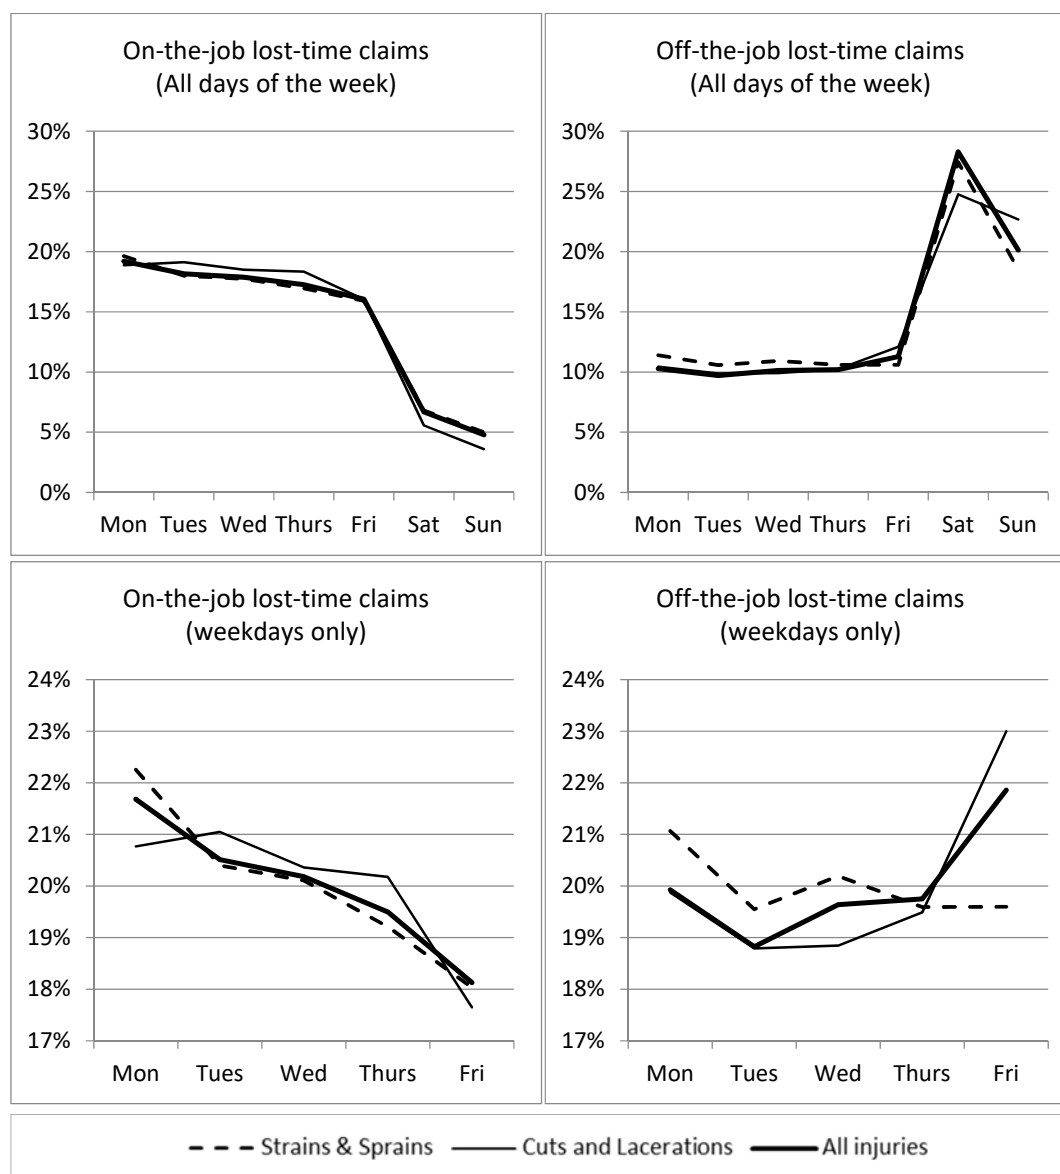 On-the-job lost-time claims
(All days of the week)
30%
25%
20%
15%
10%
5%
0%
Mon Tues Wed Thurs Fri Sat Sun
Off-the-job lost-time claims
(All days of the week)
30%
25%
20%
15%
10%
5%
0%
Mon Tues Wed Thurs Fri Sat Sun
On-the-job lost-time claims
(weekdays only)
24%
23%
22%
21%
20%
19%
18%
17%
Mon Tues Wed Thurs Fri
Off-the-job lost-time claims
(weekdays only)
24%
23%
22%
21%
20%
19%
18%
17%
Mon Tues Wed Thurs Fri
Strains & Sprains Cuts and Lacerations All injuries